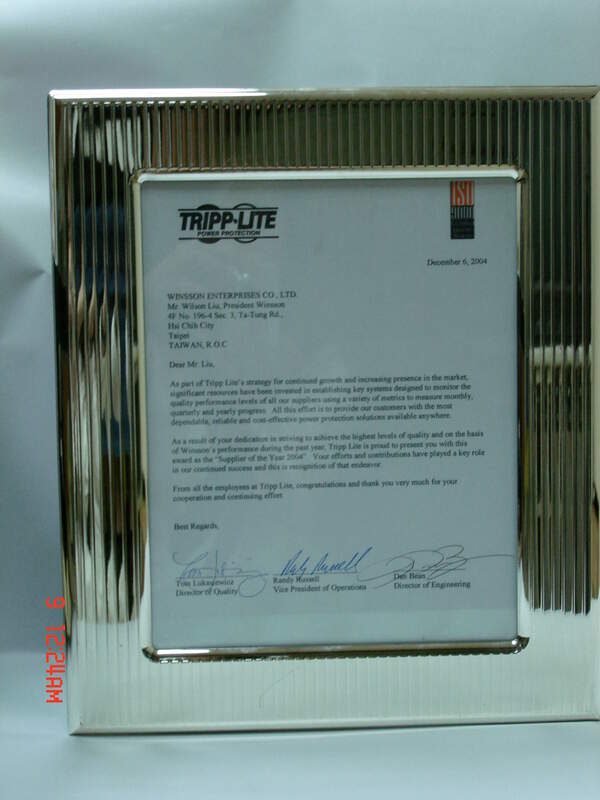 TRIPP·LITE
POWER PROTECTION
ISO
December 6, 2004
WINSSON ENTERPRISES CO., LTD.
Mr. Wilson Liu, President Winsson
4F No. 196-4 Sec. 3, Ta-Tung Rd.,
Hsi Chih City
Taipei
TAIWAN, R.O.C
Dear Mr. Liu,
As part of Tripp Lite's strategy for continued growth and increasing presence in the market,
significant resources have been invested in establishing key systems designed to monitor the
quality performance levels of all our suppliers using a variety of metrics to measure monthly,
quarterly and yearly progress. All this effort is to provide our customers with the most
dependable, reliable and cost-effective power protection solutions available anywhere.
As a result of your dedication in striving to achieve the highest levels of quality and on the basis
of Winsson's performance during the past year, Tripp Lite is proud to present you with this
award as the "Supplier of the Year 2004". Your efforts and contributions have played a key role
in our continued success and this is recognition of that endeavor.
From all the employees at Tripp Lite, congratulations and thank you very much for your
cooperation and continuing effort.
Best Regards,
Tom Lukasiewicz Randy Russell Dan Bean
Director of Quality Vice President of Operations Director of Engineering
9 12:24AM